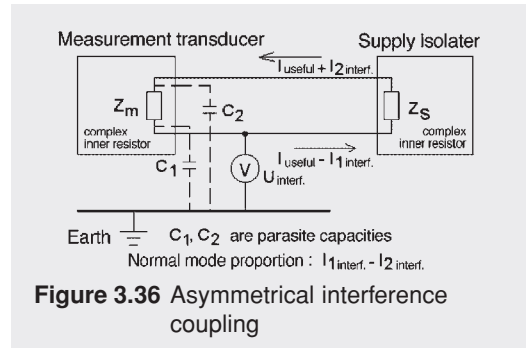 Measurement transducer
Supply isolater
I useful + I2 interf.
Zm
C2
ZS
complex
inner resistor
complex
inner resistor
C1
V
U interf.
I useful - I1 interf.
Earth
C1, C2 are parasite capacities
Normal mode proportion : I1 interf. - I2 interf.
Figure 3.36 Asymmetrical interference
coupling